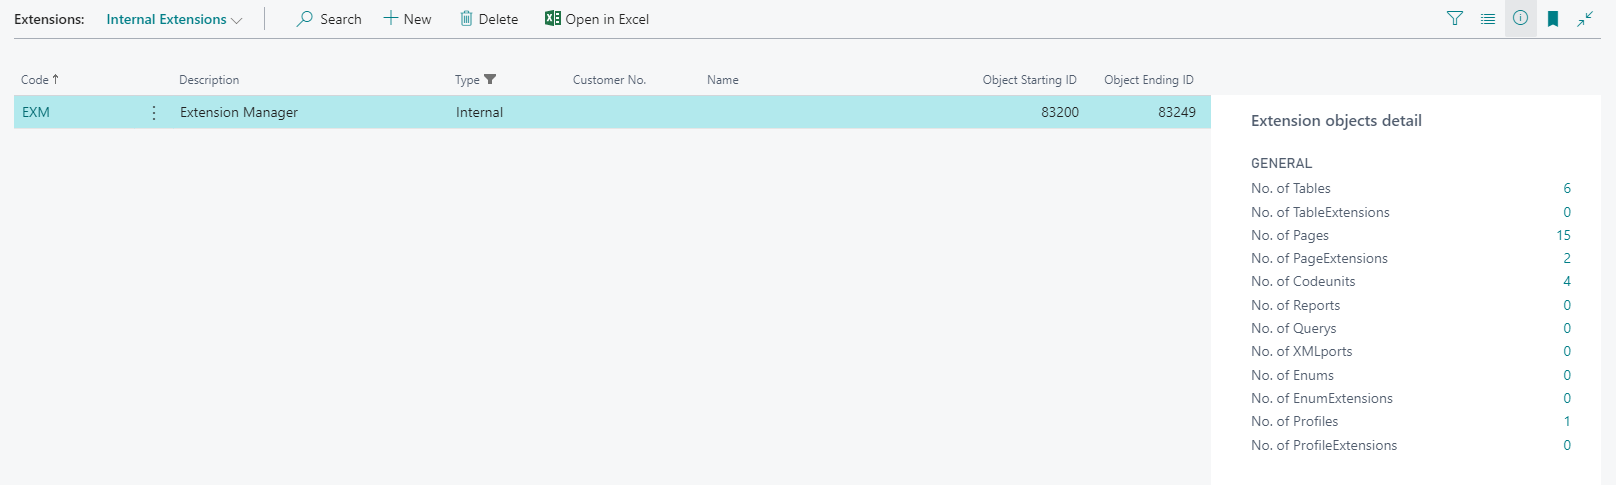 Extensions: Internal Extensions Search New Delete Open in Excel
Code Description Type Customer No. Name Object Starting ID Object Ending ID
EXM Extension Manager Internal 83200 83249
Extension objects detail
GENERAL
No. of Tables 6
No. of TableExtensions 0
No. of Pages 15
No. of PageExtensions 2
No. of Codeunits 4
No. of Reports 0
No. of Querys 0
No. of XMLports 0
No. of Enums 0
No. of EnumExtensions 0
No. of Profiles 1
No. of ProfileExtensions 0